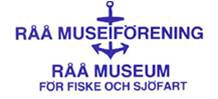 RÅÅ MUSEIFÖRENING
RÅÅ MUSEUM
FÖR FISKE OCH SJÖFART